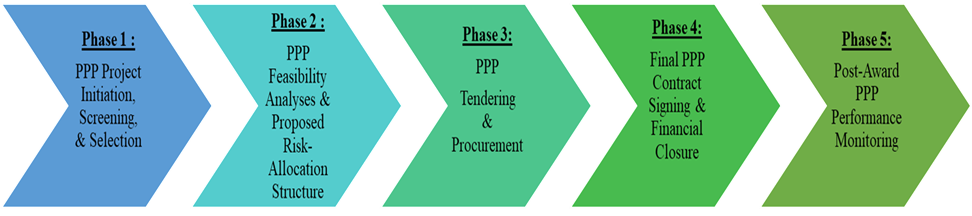 Phase 1 :
PPP Project
Initiation,
Screening,
& Selection
Phase 2 :
PPP
Feasibility
Analyses &
Proposed
Risk-
Allocation
Structure
Phase 3:
PPP
Tendering
&
Procurement
Phase 4:
Final PPP
Contract
Signing &
Financial
Closure
Phase 5:
Post-Award
PPP
Performance
Monitoring